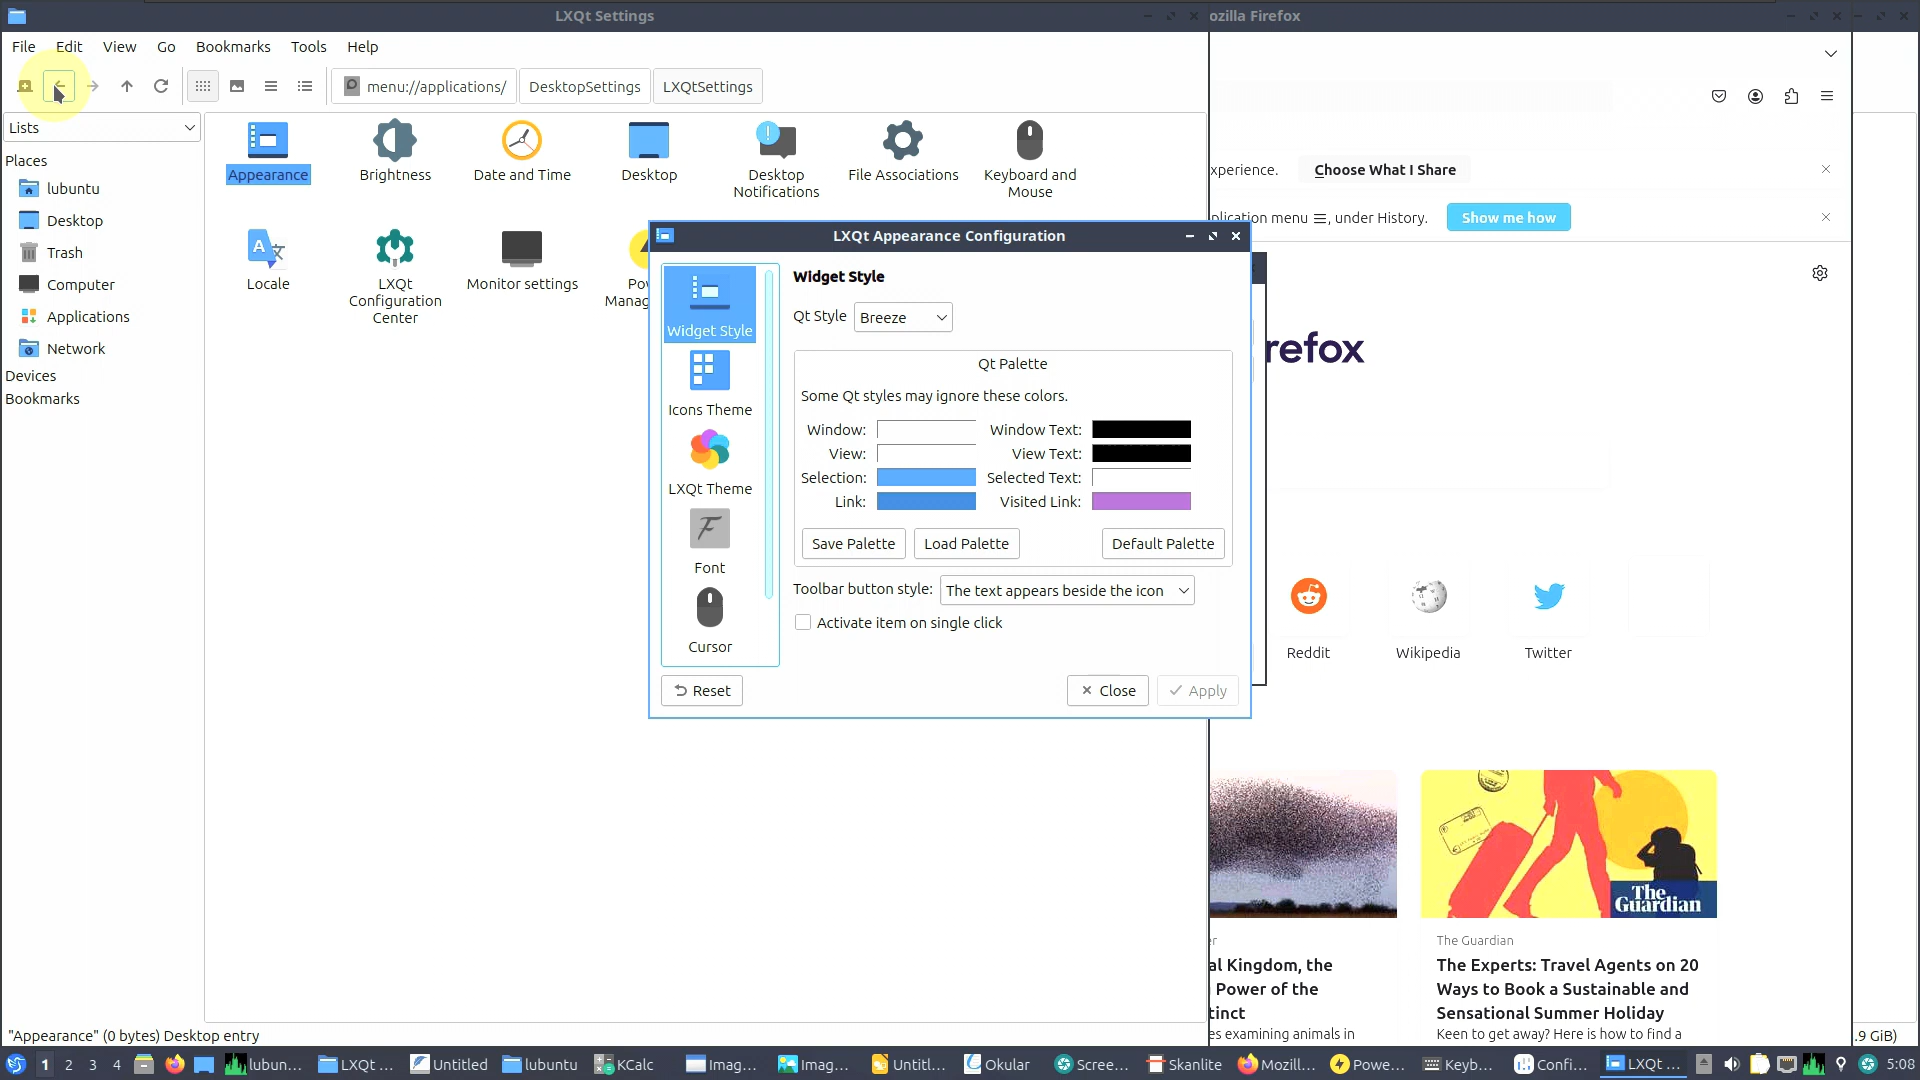 LXQt Settings
ozilla Firefox
File Edit View Go Bookmarks Tools Help
menu://applications/ DesktopSettings LXQtSettings
Lists
Places
lubuntu
Desktop
Trash
Computer
Applications
Network
Devices
Bookmarks
Appearance
Brightness
Date and Time
Desktop
Desktop
Notifications
File Associations
Keyboard and
Mouse
Locale
LXQt
Configuration
Center
Monitor settings
Pow
Manag
LXQt Appearance Configuration
Widget Style
Icons Theme
LXQt Theme
Font
Cursor
Widget Style
Qt Style Breeze
Qt Palette
Some Qt styles may ignore these colors.
Window: Window Text:
View: View Text:
Selection: Selected Text:
Link: Visited Link:
Save Palette Load Palette Default Palette
Toolbar button style: The text appears beside the icon
Activate item on single click
Reset Close Apply
xperience. Choose What I Share
plication menu ☰, under History. Show me how
refox
Reddit Wikipedia Twitter
The
Guardian
The Guardian
al Kingdom, the
Power of the
tinct
es examining animals in
The Experts: Travel Agents on 20
Ways to Book a Sustainable and
Sensational Summer Holiday
Keen to get away? Here is how to find a
"Appearance" (0 bytes) Desktop entry
.9 GiB)
1 2 3 4 lubun... LXQt ... Untitled lubuntu KCalc Imag... Imag... Untitl... Okular Scree... Skanlite Mozill... Powe... Keyb... Confi... LXQt ... 5:08